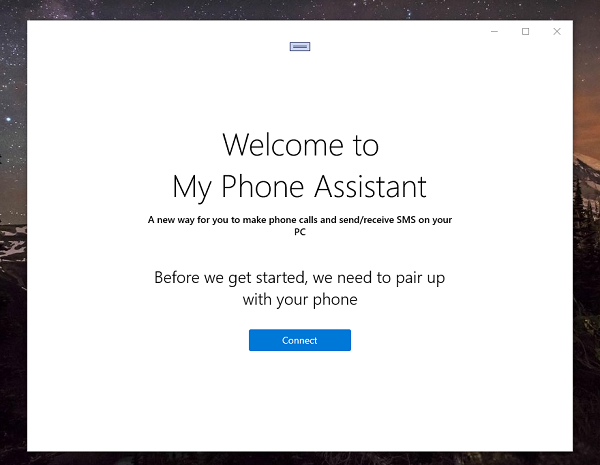 Welcome to
My Phone Assistant
A new way for you to make phone calls and send/receive SMS on your
PC
Before we get started, we need to pair up
with your phone
Connect